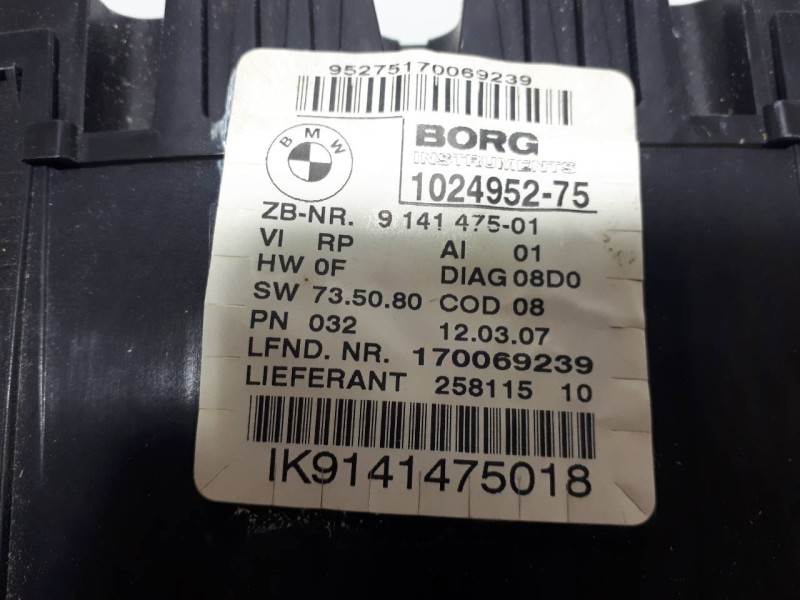 95275170069239
BMW
BORG
INSTRUMENTS
1024952-75
ZB-NR. 9 141 475-01
VI RP AI 01
HW 0F DIAG 08D0
SW 73.50.80 COD 08
PN 032 12.03.07
LFND. NR. 170069239
LIEFERANT 258115 10
IK9141475018